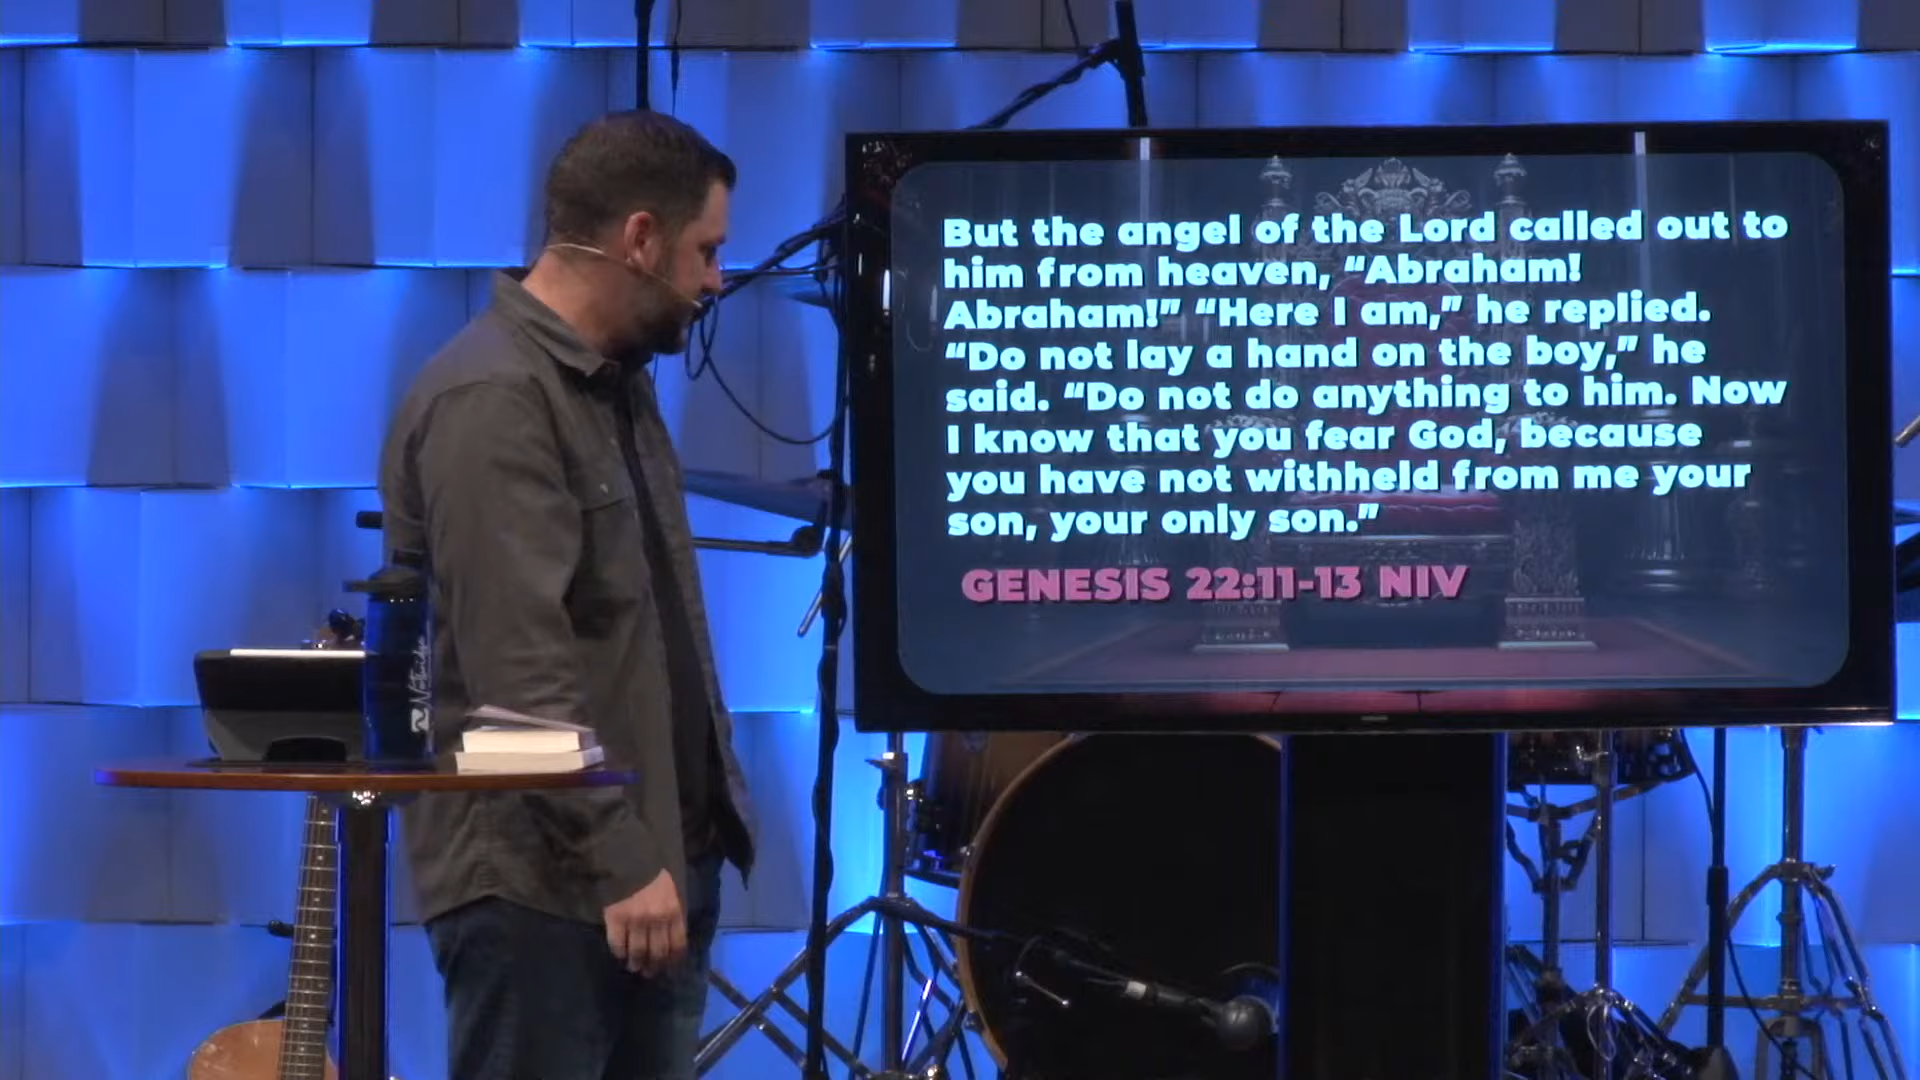 But the angel of the Lord called out to
him from heaven, “Abraham!
Abraham!” “Here I am,” he replied.
“Do not lay a hand on the boy,” he
said. “Do not do anything to him. Now
I know that you fear God, because
you have not withheld from me your
son, your only son.”
GENESIS 22:11-13 NIV